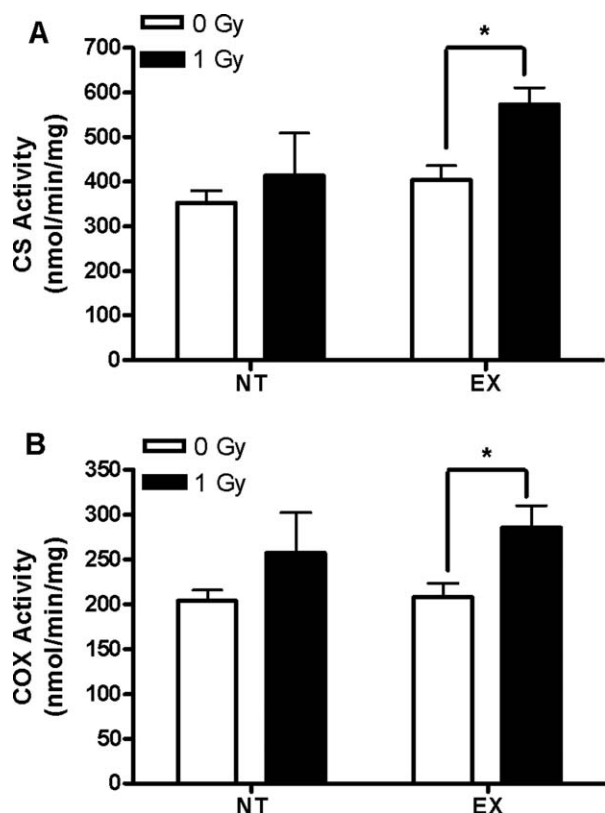 A
0 Gy
1 Gy
CS Activity
(nmol/min/mg)
700
600
500
400
300
200
100
0
*
NT EX
B
0 Gy
1 Gy
COX Activity
(nmol/min/mg)
350
300
250
200
150
100
50
0
*
NT EX